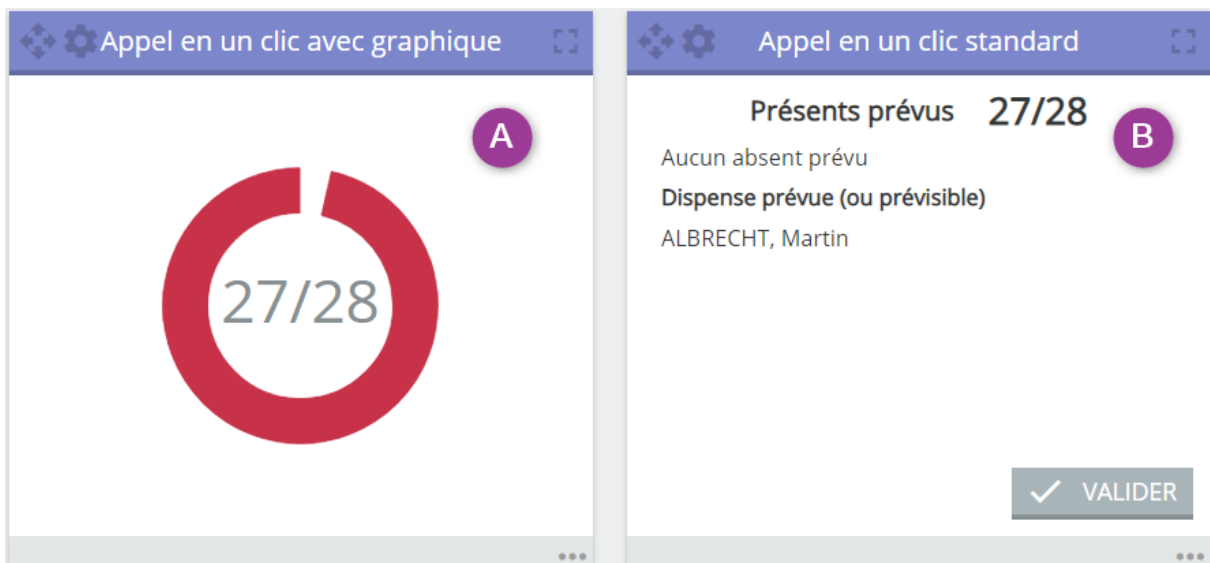 Appel en un clic avec graphique
A
27/28
Appel en un clic standard
Présents prévus 27/28
B
Aucun absent prévu
Dispense prévue (ou prévisible)
ALBRECHT, Martin
VALIDER